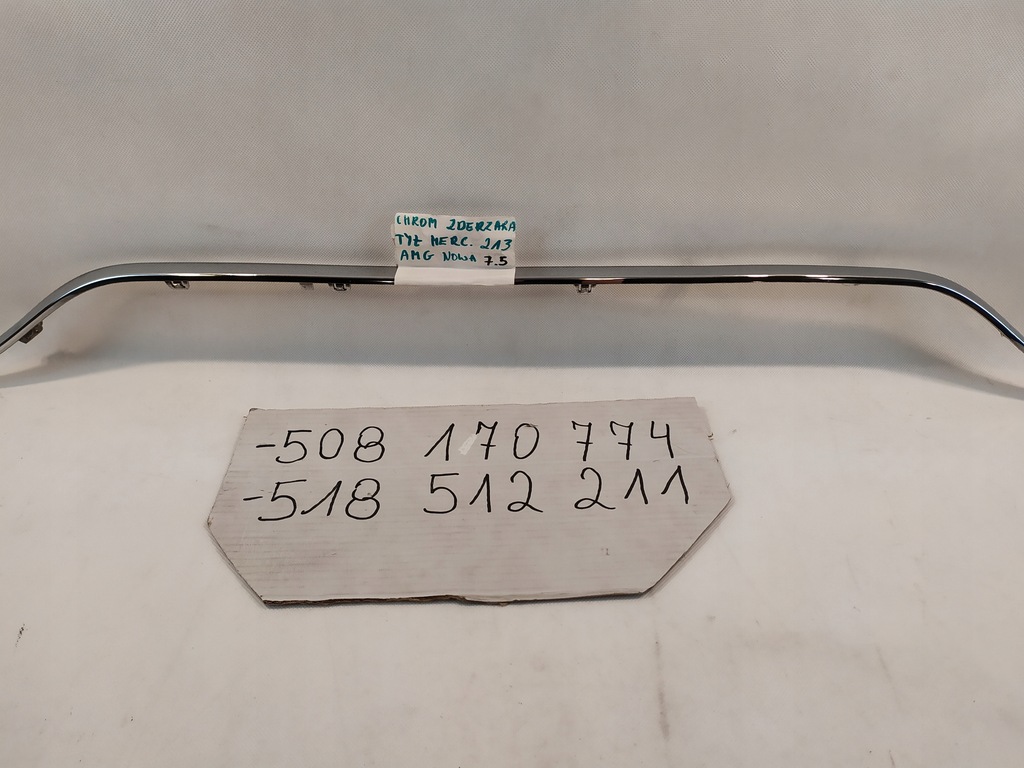 CHROM ZDERZAKA
TYŁ MERC. 213
AMG NOWA 7.5
-508 170 774
-518 512 211